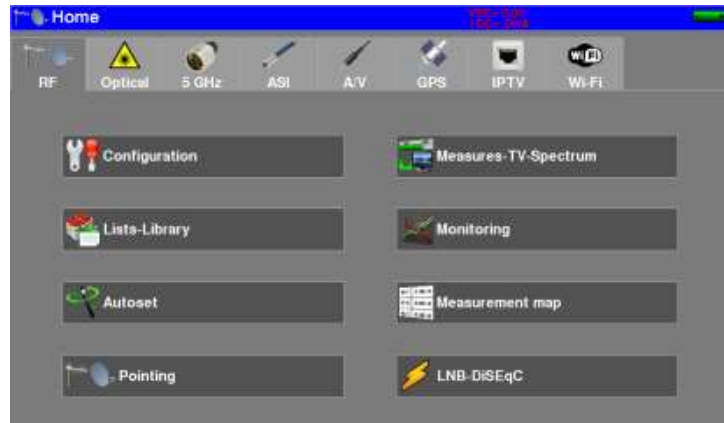 Home
RF Optical 5 GHz ASI A/V GPS IPTV Wi-Fi
Configuration Measures-TV-Spectrum
Lists-Library Monitoring
Autoset Measurement map
Pointing LNB-DiSEqC